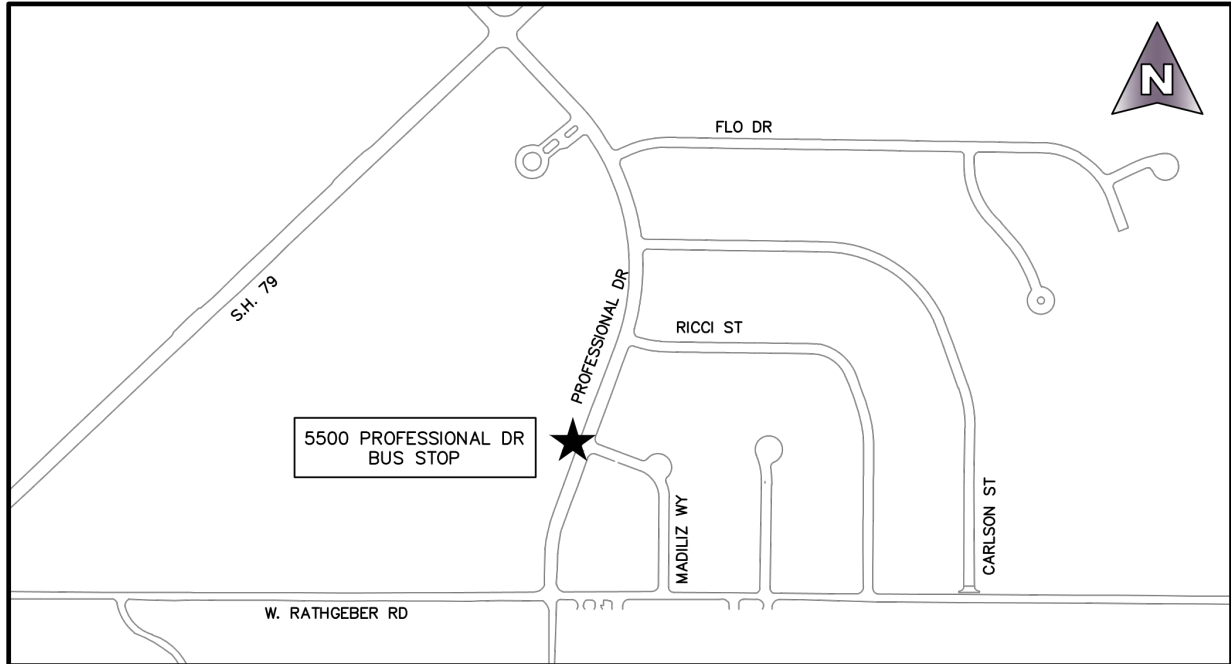 N
FLO DR
S.H. 79
PROFESSIONAL DR
RICCI ST
5500 PROFESSIONAL DR
BUS STOP
MADILIZ WY
CARLSON ST
W. RATHGEBER RD